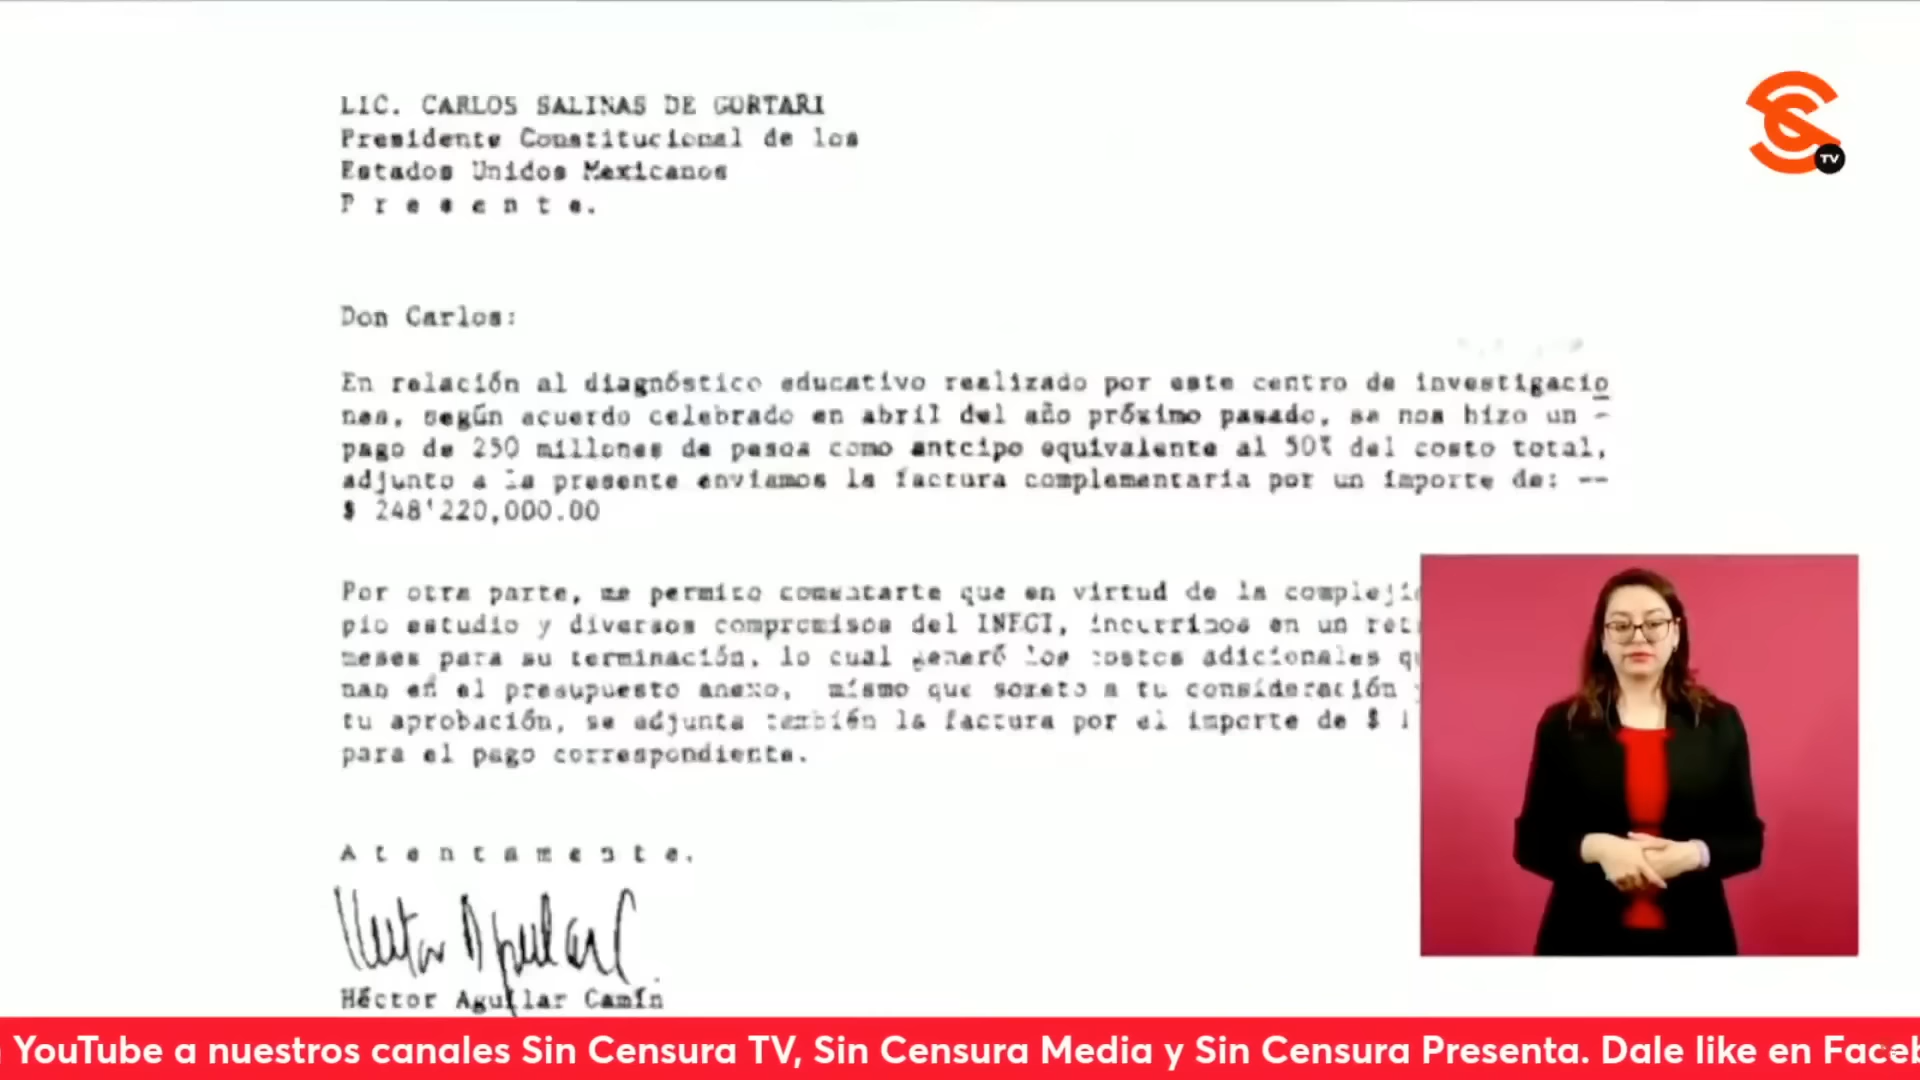 LIC. CARLOS SALINAS DE GORTARI
Presidente Constitucional de los
Estados Unidos Mexicanos
P r e s e n t e.
TV
Don Carlos:
En relación al diagnóstico educativo realizado por este centro de investigacio
nes, según acuerdo celebrado en abril del año próximo pasado, se nos hizo un -
pago de 250 millones de pesos como antcipo equivalente al 50% del costo total,
adjunto a la presente enviamos la factura complementaria por un importe de: --
$ 248'220,000.00
Por otra parte, me permito comentarte que en virtud de la compleji
pio estudio y diversos compromisos del INEGI, incurrimos en un ret
meses para su terminación, lo cual generó los costos adicionales qu
nan en el presupuesto anexo, mismo que someto a tu consideración y
tu aprobación, se adjunta también la factura por el importe de $ 1
para el pago correspondiente.
A t e n t a m e n t e.
Héctor Aguilar C
Héctor Aguilar Camín
YouTube a nuestros canales Sin Censura TV, Sin Censura Media y Sin Censura Presenta. Dale like en Faceb